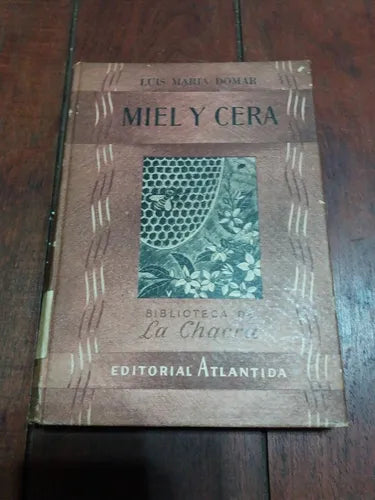 LUIS MARIA DOMAR
MIEL Y CERA
BIBLIOTECA DE
La Chacra
EDITORIAL ATLANTIDA